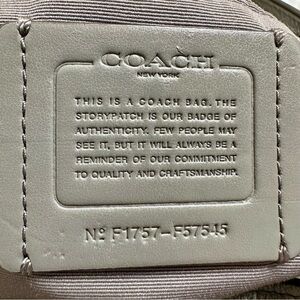 COACH
NEW YORK
THIS IS A COACH BAG. THE
STORYPATCH IS OUR BADGE OF
AUTHENTICITY. FEW PEOPLE MAY
SEE IT, BUT IT WILL ALWAYS BE A
REMINDER OF OUR COMMITMENT
TO QUALITY AND CRAFTSMANSHIP.
Nº F1757-F57545